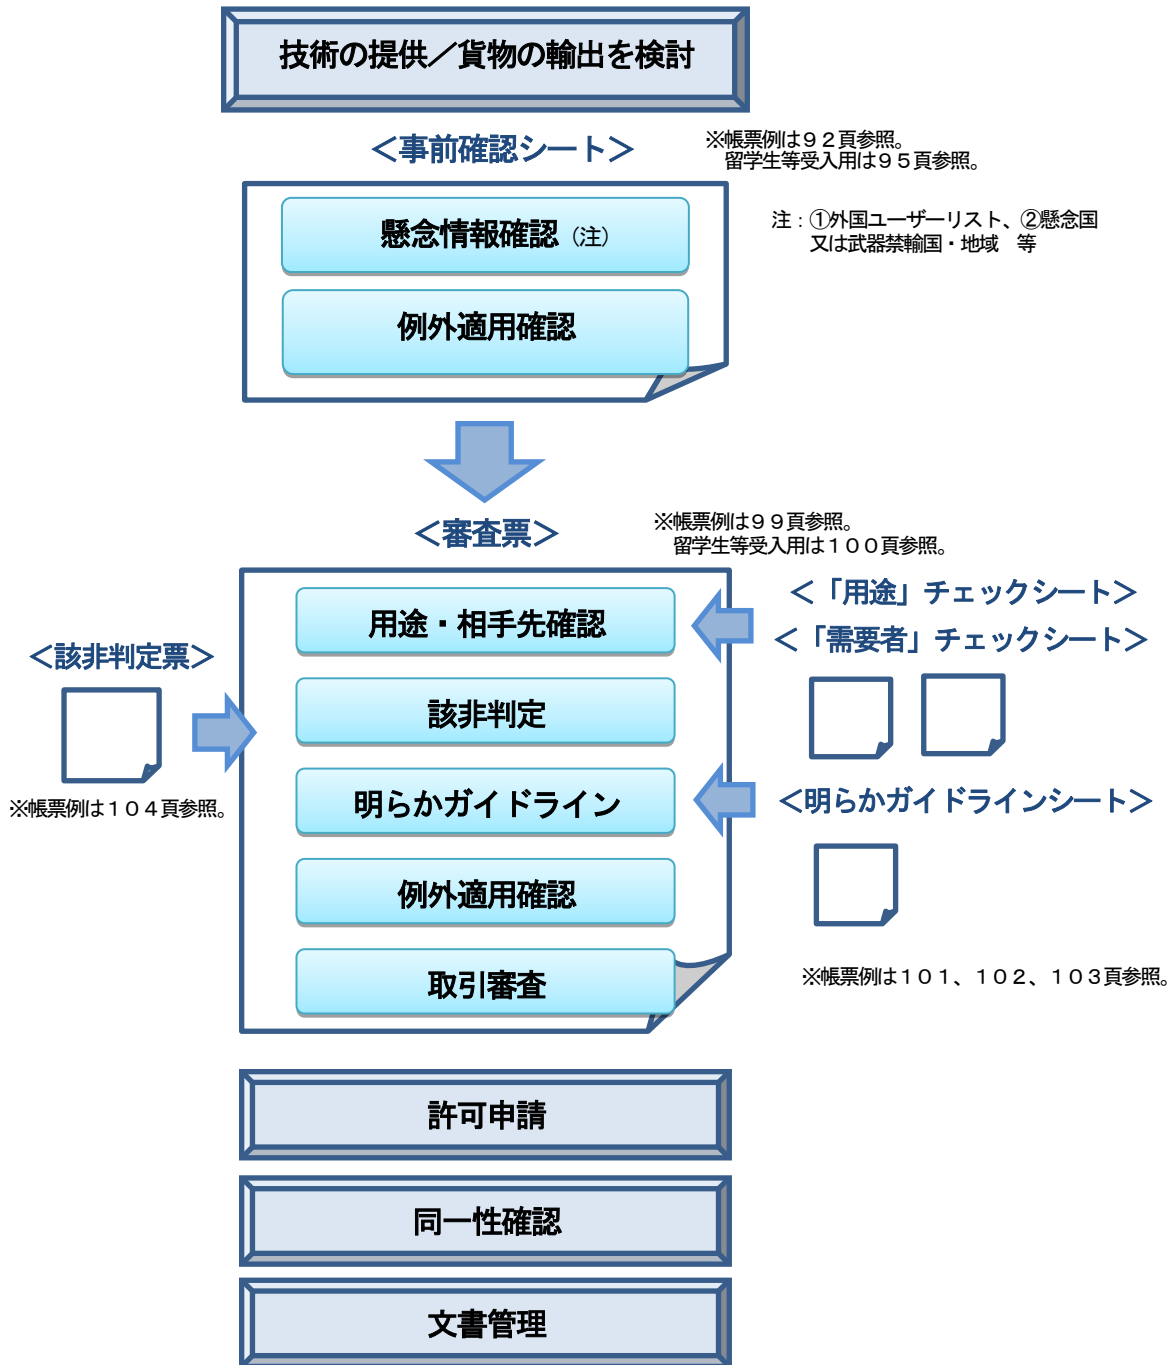 技術の提供／貨物の輸出を検討
＜事前確認シート＞
※帳票例は９２頁参照。
留学生等受入用は９５頁参照。
懸念情報確認（注）
注：①外国ユーザーリスト、②懸念国
又は武器禁輸国・地域　等
例外適用確認
＜審査票＞
※帳票例は９９頁参照。
留学生等受入用は１００頁参照。
用途・相手先確認
＜「用途」チェックシート＞
＜「需要者」チェックシート＞
＜該非判定票＞
※帳票例は１０４頁参照。
該非判定
明らかガイドライン
＜明らかガイドラインシート＞
例外適用確認
取引審査
※帳票例は１０１、１０２、１０３頁参照。
許可申請
同一性確認
文書管理